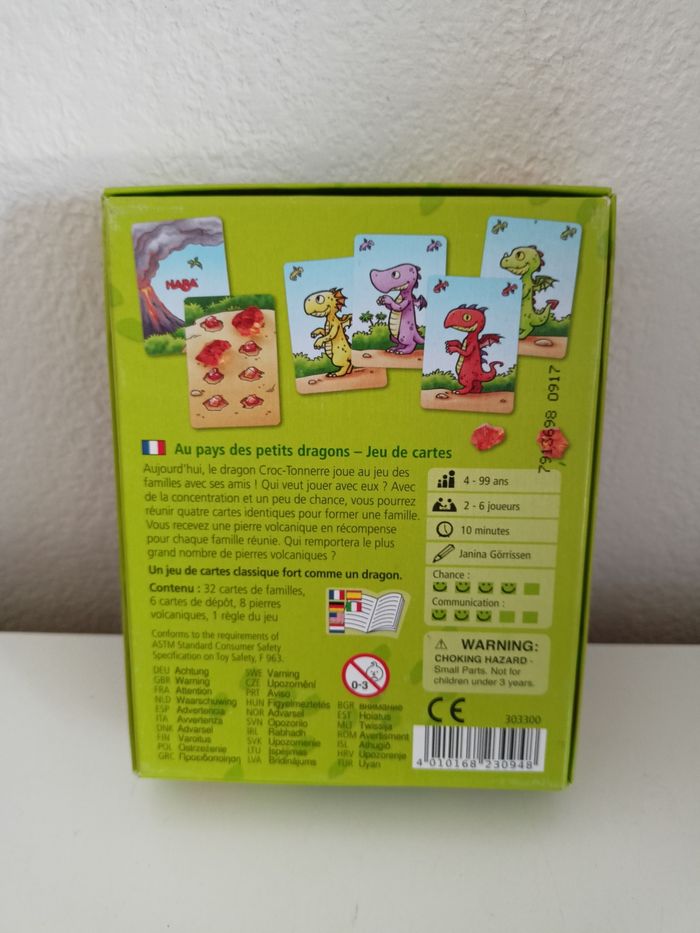 HABA
7913698 0917
Au pays des petits dragons – Jeu de cartes
Aujourd'hui, le dragon Croc-Tonnerre joue au jeu des
familles avec ses amis ! Qui veut jouer avec eux ? Avec
de la concentration et un peu de chance, vous pourrez
réunir quatre cartes identiques pour former une famille.
Vous recevez une pierre volcanique en récompense
pour chaque famille réunie. Qui remportera le plus
grand nombre de pierres volcaniques ?
Un jeu de cartes classique fort comme un dragon.
Contenu : 32 cartes de familles,
6 cartes de dépôt, 8 pierres
volcaniques, 1 règle du jeu
4 - 99 ans
2 - 6 joueurs
10 minutes
Janina Görrissen
Chance :
Communication :
Conforms to the requirements of
ASTM Standard Consumer Safety
Specification on Toy Safety, F 963.
0-3
⚠ WARNING:
CHOKING HAZARD -
Small Parts. Not for
children under 3 years.
DEU Achtung
GBR Warning
FRA Attention
NLD Waarschuwing
ESP Advertencia
ITA Avvertenza
DNK Advarsel
FIN Varoitus
POL Ostrzeżenie
GRC Προειδοποίηση
SWE Varning
CZE Upozornění
PRT Aviso
HUN Figyelmeztetés
NOR Advarsel
SVN Opozorilo
IRL Rabhadh
SVK Upozornenie
LTU Įspėjimas
LVA Brīdinājums
BGR внимание
EST Hoiatus
MLT Twissija
ROM Avertisment
ISL Aðvögun
HRV Upozorenje
TUR Uyarı
CE
303300
4 010168 230948